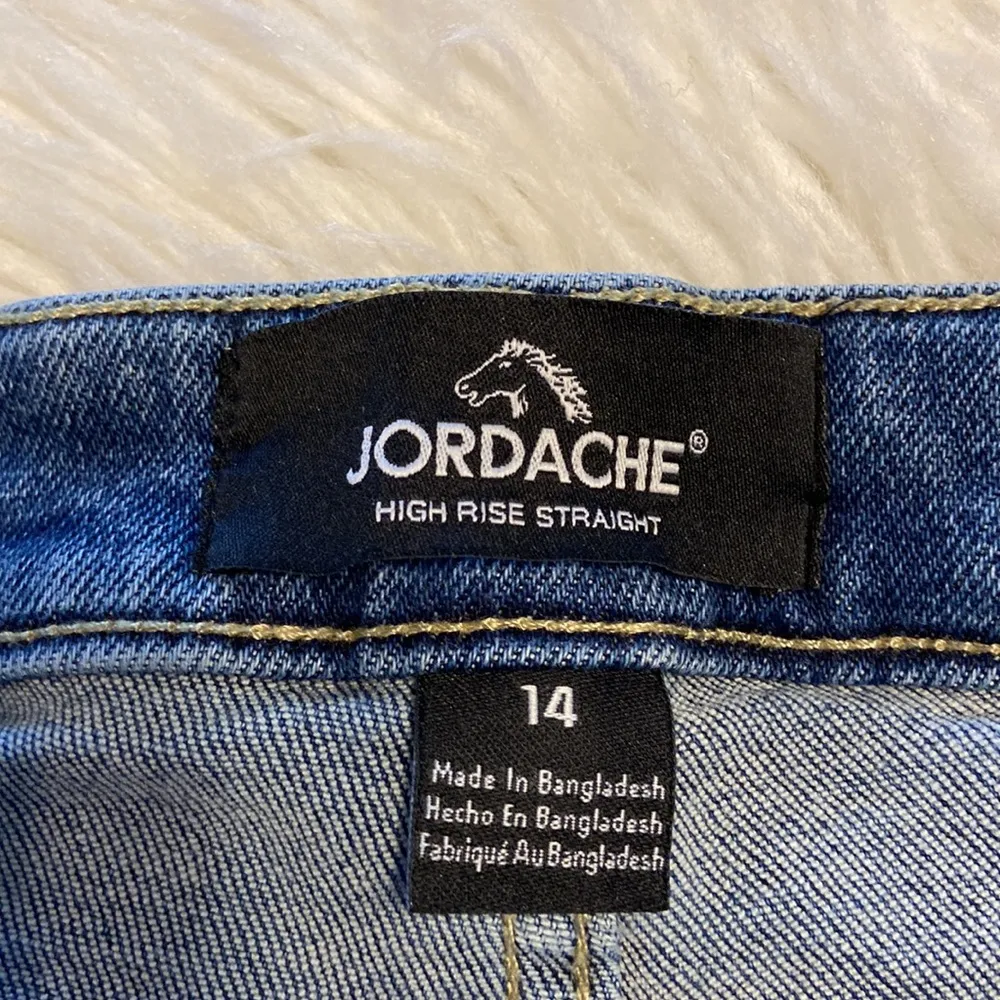 JORDACHE®
HIGH RISE STRAIGHT
14
Made In Bangladesh
Hecho En Bangladesh
Fabriqué Au Bangladesh